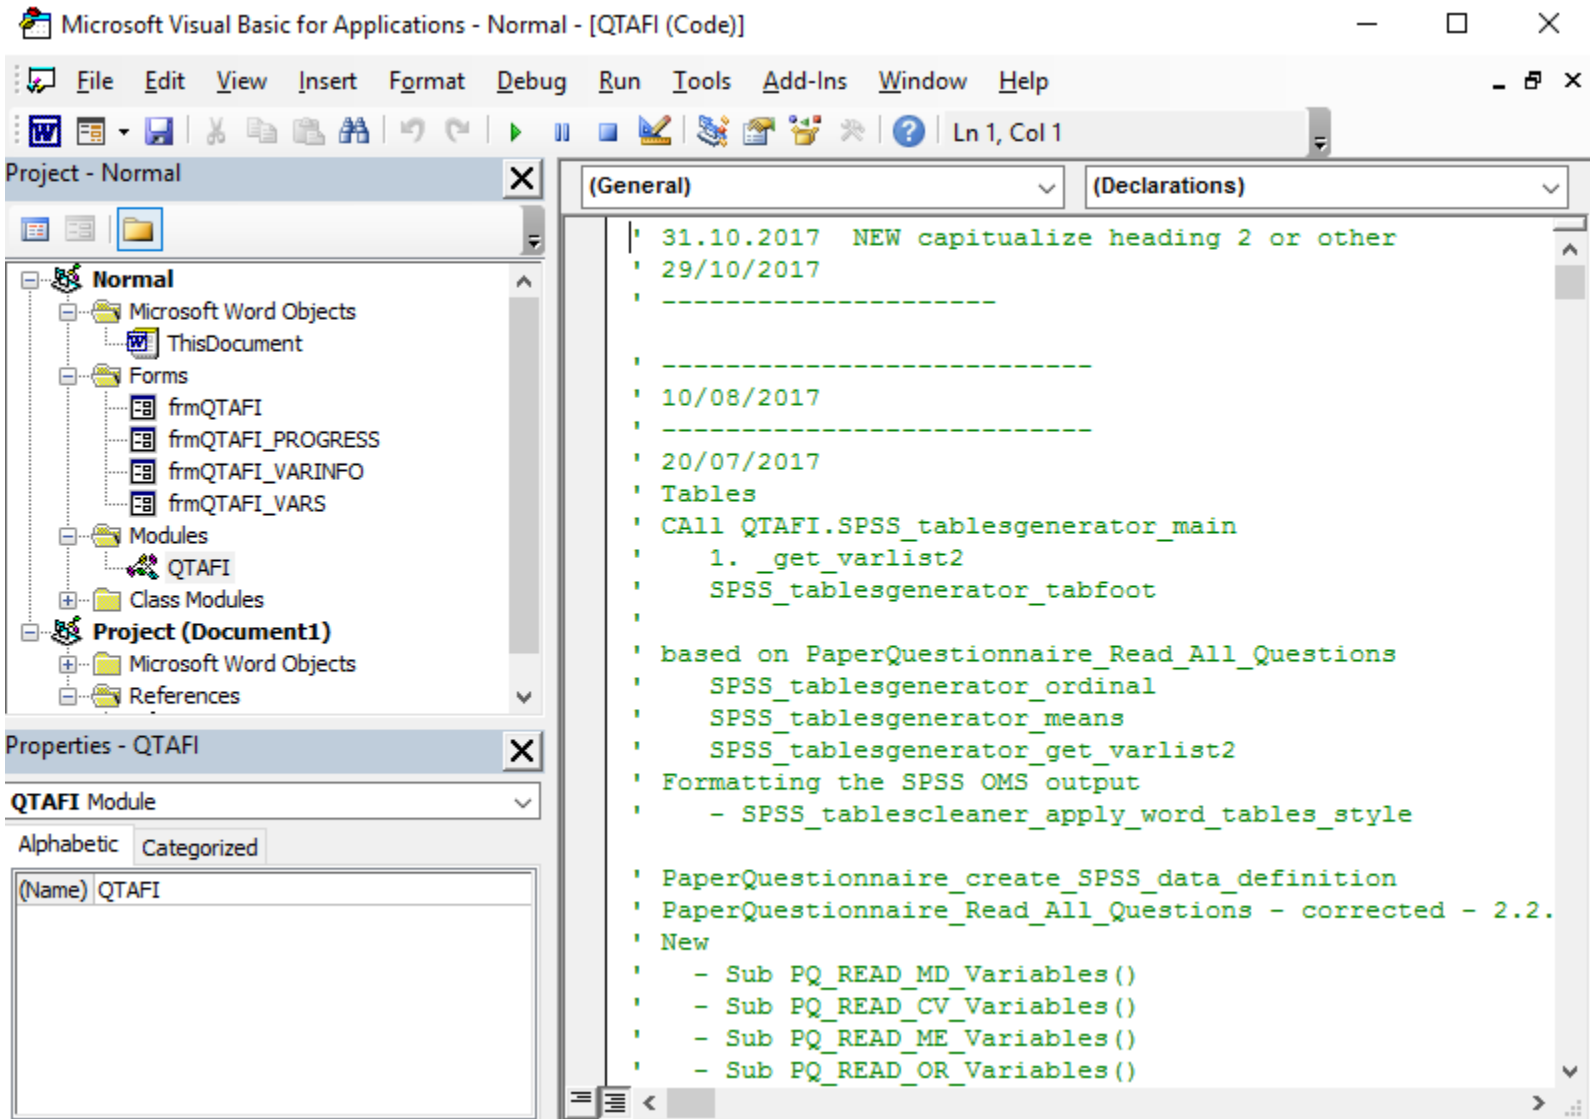 Microsoft Visual Basic for Applications - Normal - [QTAFI (Code)]
File Edit View Insert Format Debug Run Tools Add-Ins Window Help
Ln 1, Col 1
Project - Normal
Normal
Microsoft Word Objects
ThisDocument
Forms
frmQTAFI
frmQTAFI_PROGRESS
frmQTAFI_VARINFO
frmQTAFI_VARS
Modules
QTAFI
Class Modules
Project (Document1)
Microsoft Word Objects
References
Properties - QTAFI
QTAFI Module
Alphabetic Categorized
(Name) QTAFI
(General) (Declarations)
' 31.10.2017  NEW capitualize heading 2 or other
' 29/10/2017
' ---------------------
' ---------------------------
' 10/08/2017
' ---------------------------
' 20/07/2017
' Tables
' CAll QTAFI.SPSS_tablesgenerator_main
'    1. _get_varlist2
'    SPSS_tablesgenerator_tabfoot
'
' based on PaperQuestionnaire_Read_All_Questions
'    SPSS_tablesgenerator_ordinal
'    SPSS_tablesgenerator_means
'    SPSS_tablesgenerator_get_varlist2
' Formatting the SPSS OMS output
'    - SPSS_tablescleaner_apply_word_tables_style
' PaperQuestionnaire_create_SPSS_data_definition
' PaperQuestionnaire_Read_All_Questions - corrected - 2.2.
' New
'   - Sub PQ_READ_MD_Variables()
'   - Sub PQ_READ_CV_Variables()
'   - Sub PQ_READ_ME_Variables()
'   - Sub PQ_READ_OR_Variables()